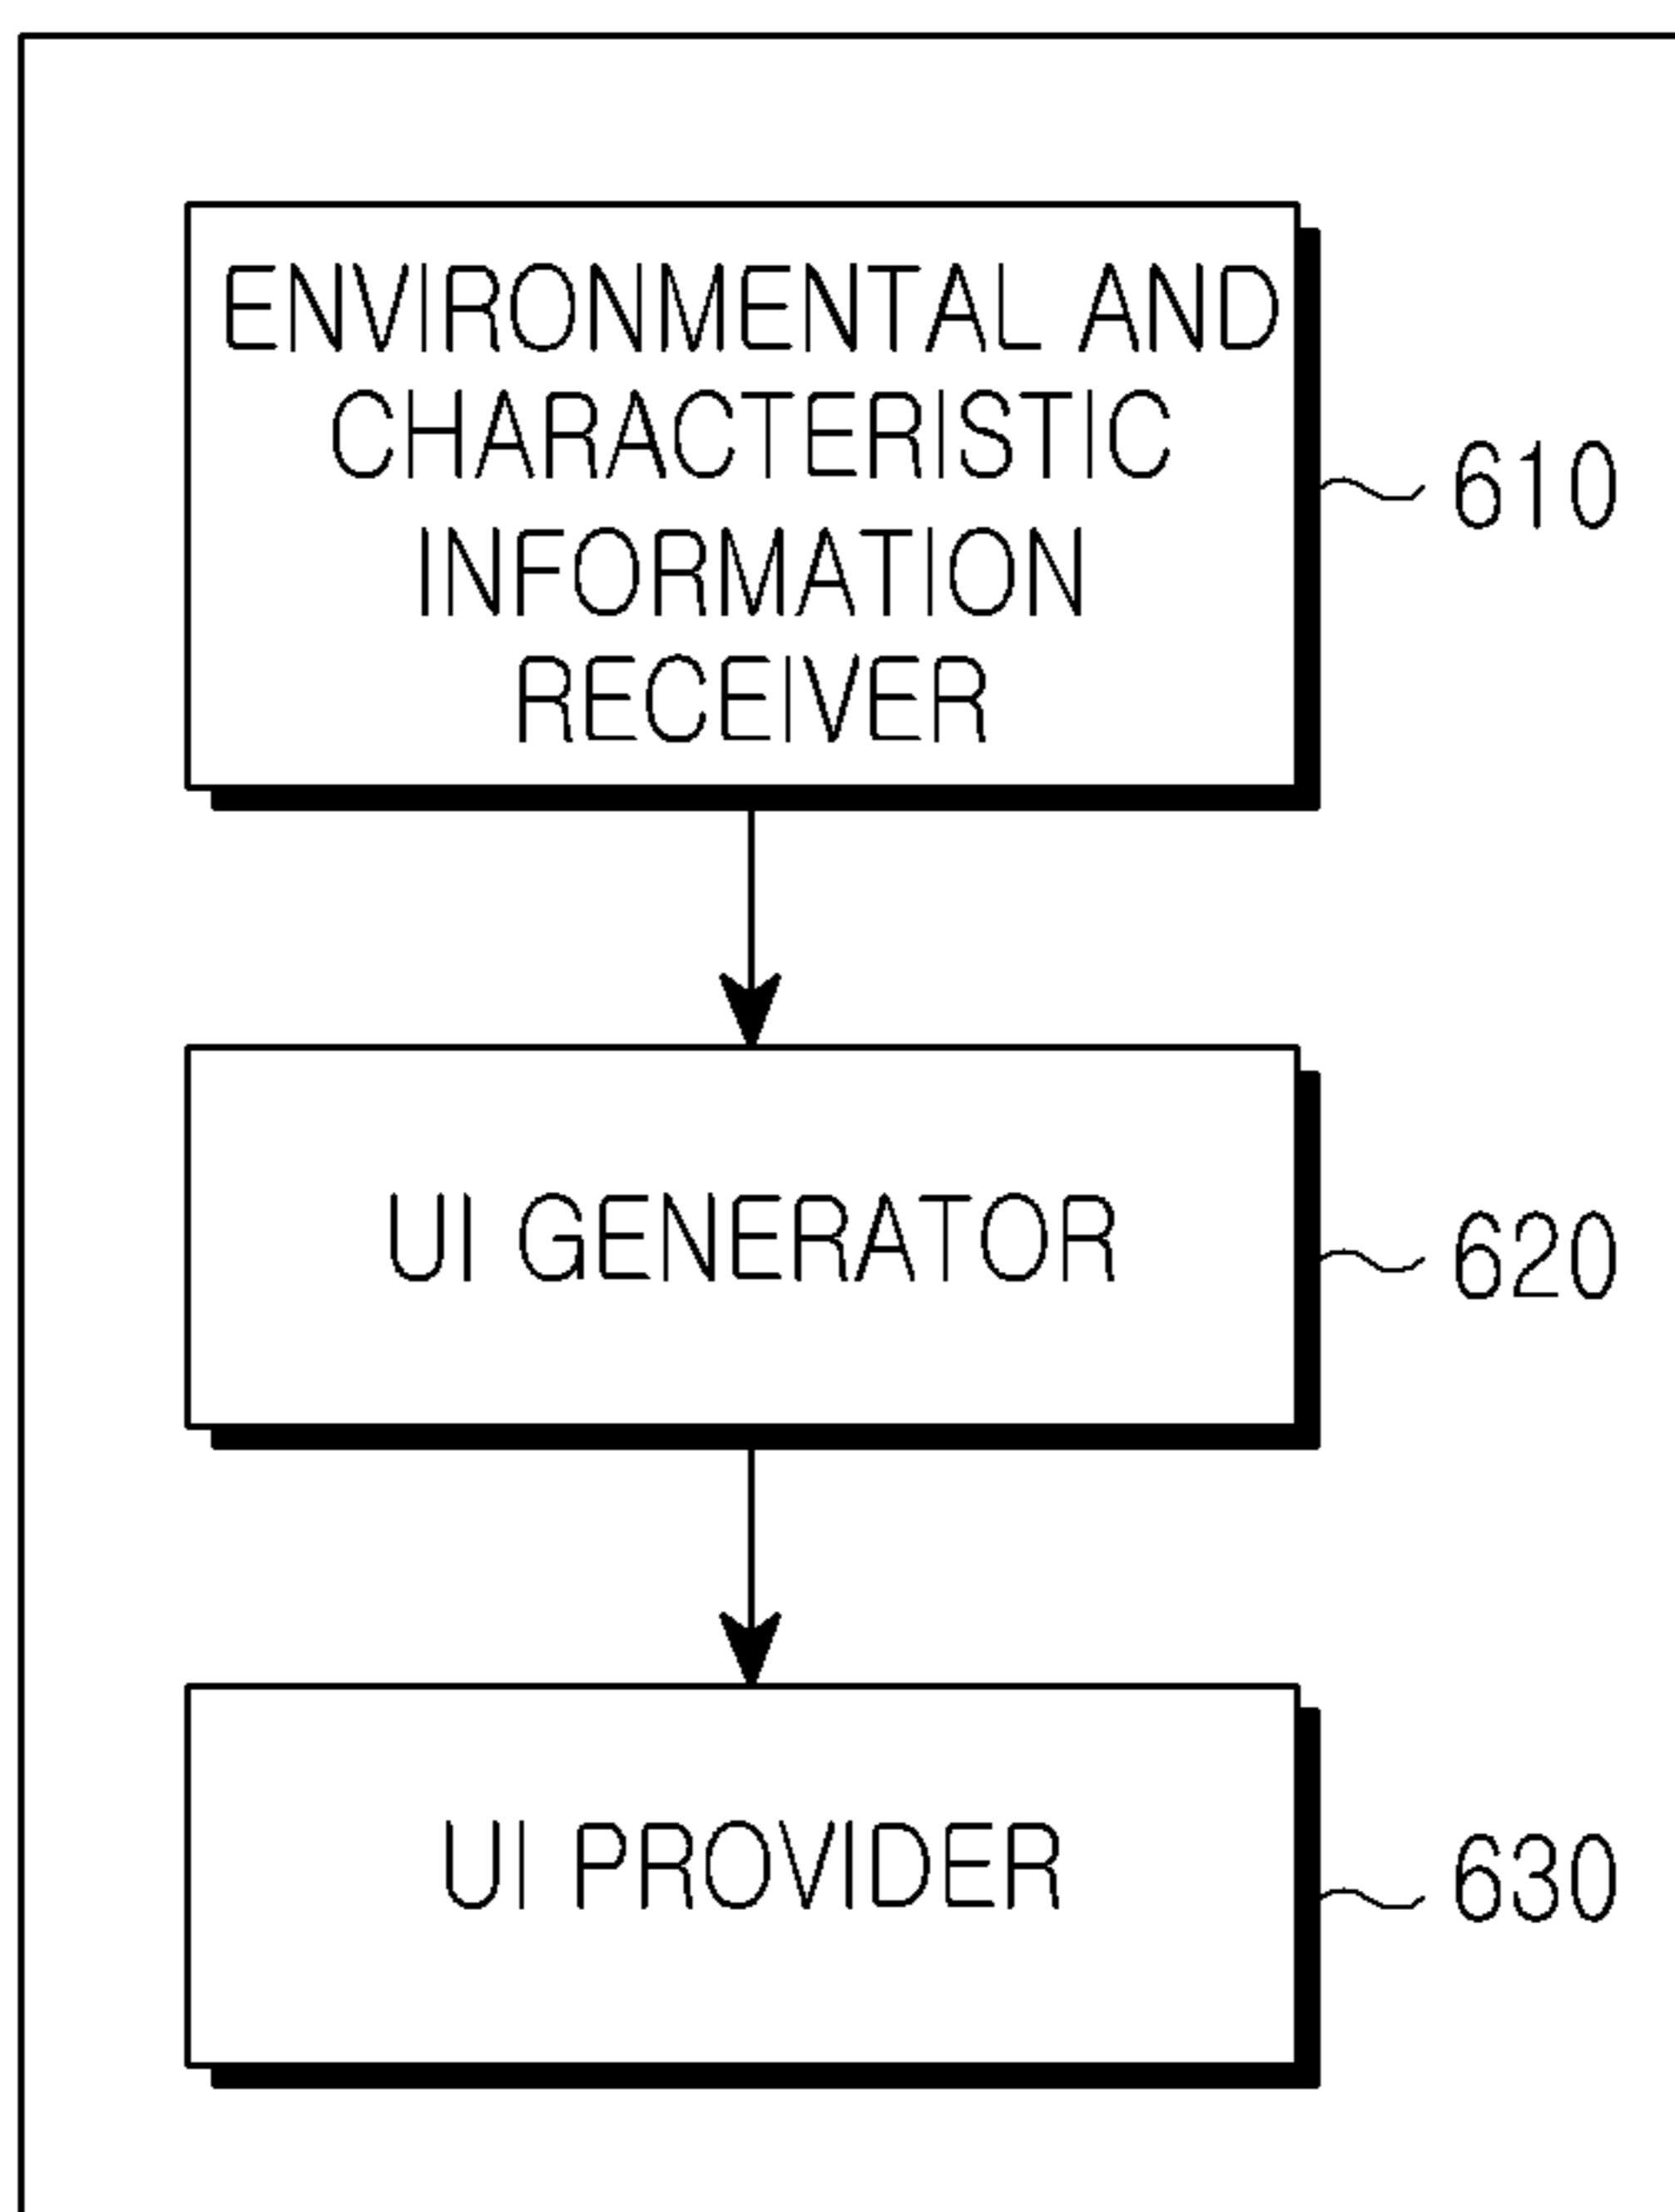 ENVIRONMENTAL AND
CHARACTERISTIC
INFORMATION
RECEIVER
610
UI GENERATOR
620
UI PROVIDER
630